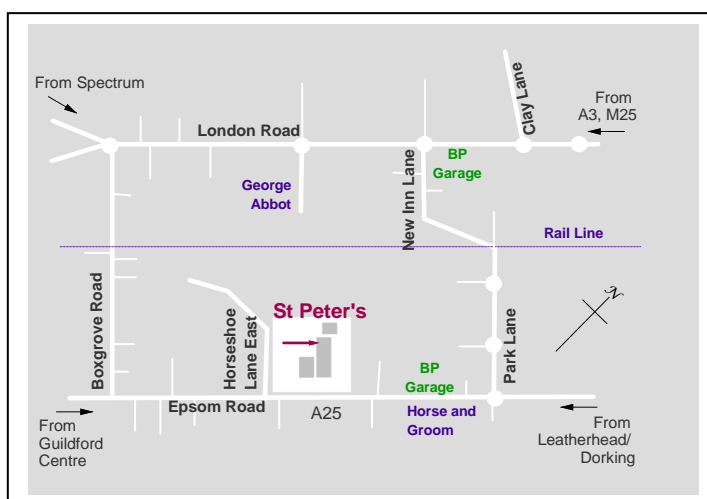 From Spectrum
London Road
Clay Lane
From
A3, M25
BP
Garage
George
Abbot
New Inn Lane
Rail Line
N
Boxgrove Road
St Peter's
Horseshoe
Lane East
Park Lane
BP
Garage
Epsom Road
A25
Horse and
Groom
From
Guildford
Centre
From
Leatherhead/
Dorking